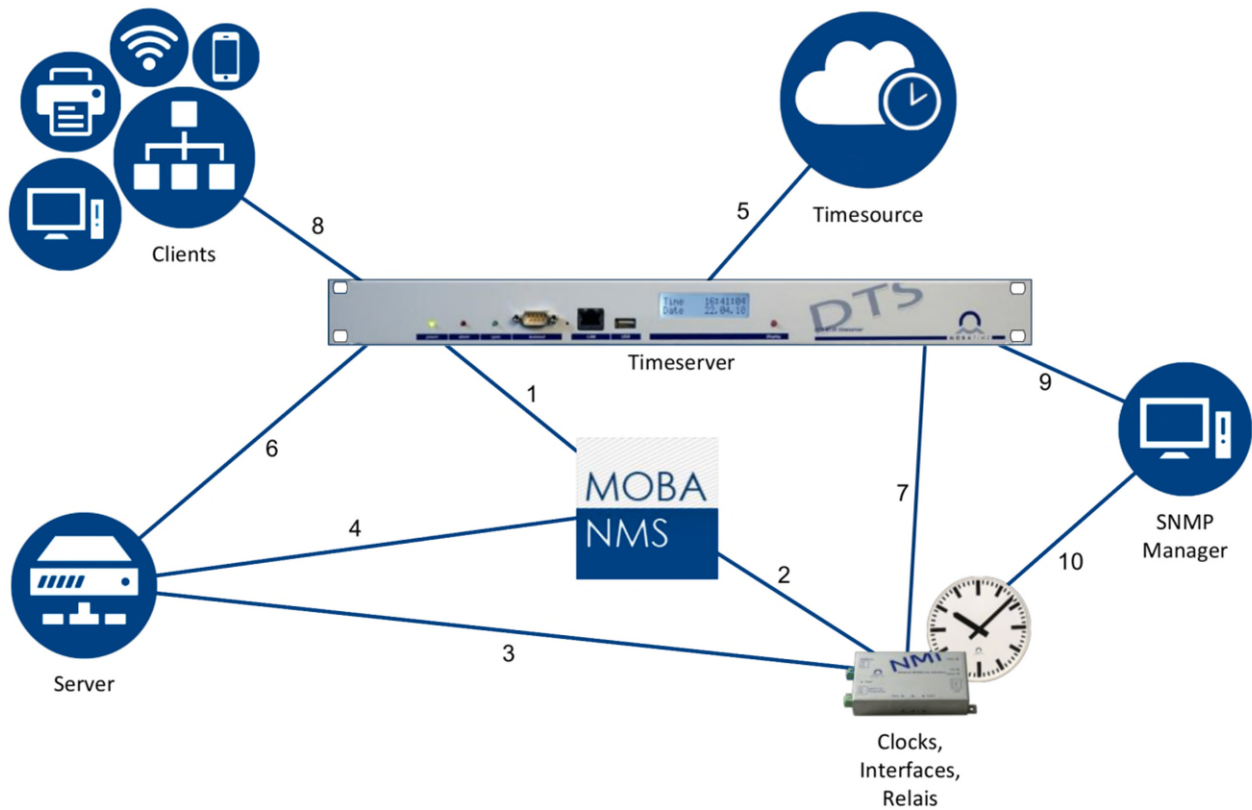 8
5
Clients
Timesource
Time 16:41:04
Date 22.04.10
DTS
Timeserver
1
9
6
MOBA
NMS
7
4
SNMP
Manager
2
10
3
NMI
Server
Clocks,
Interfaces,
Relais